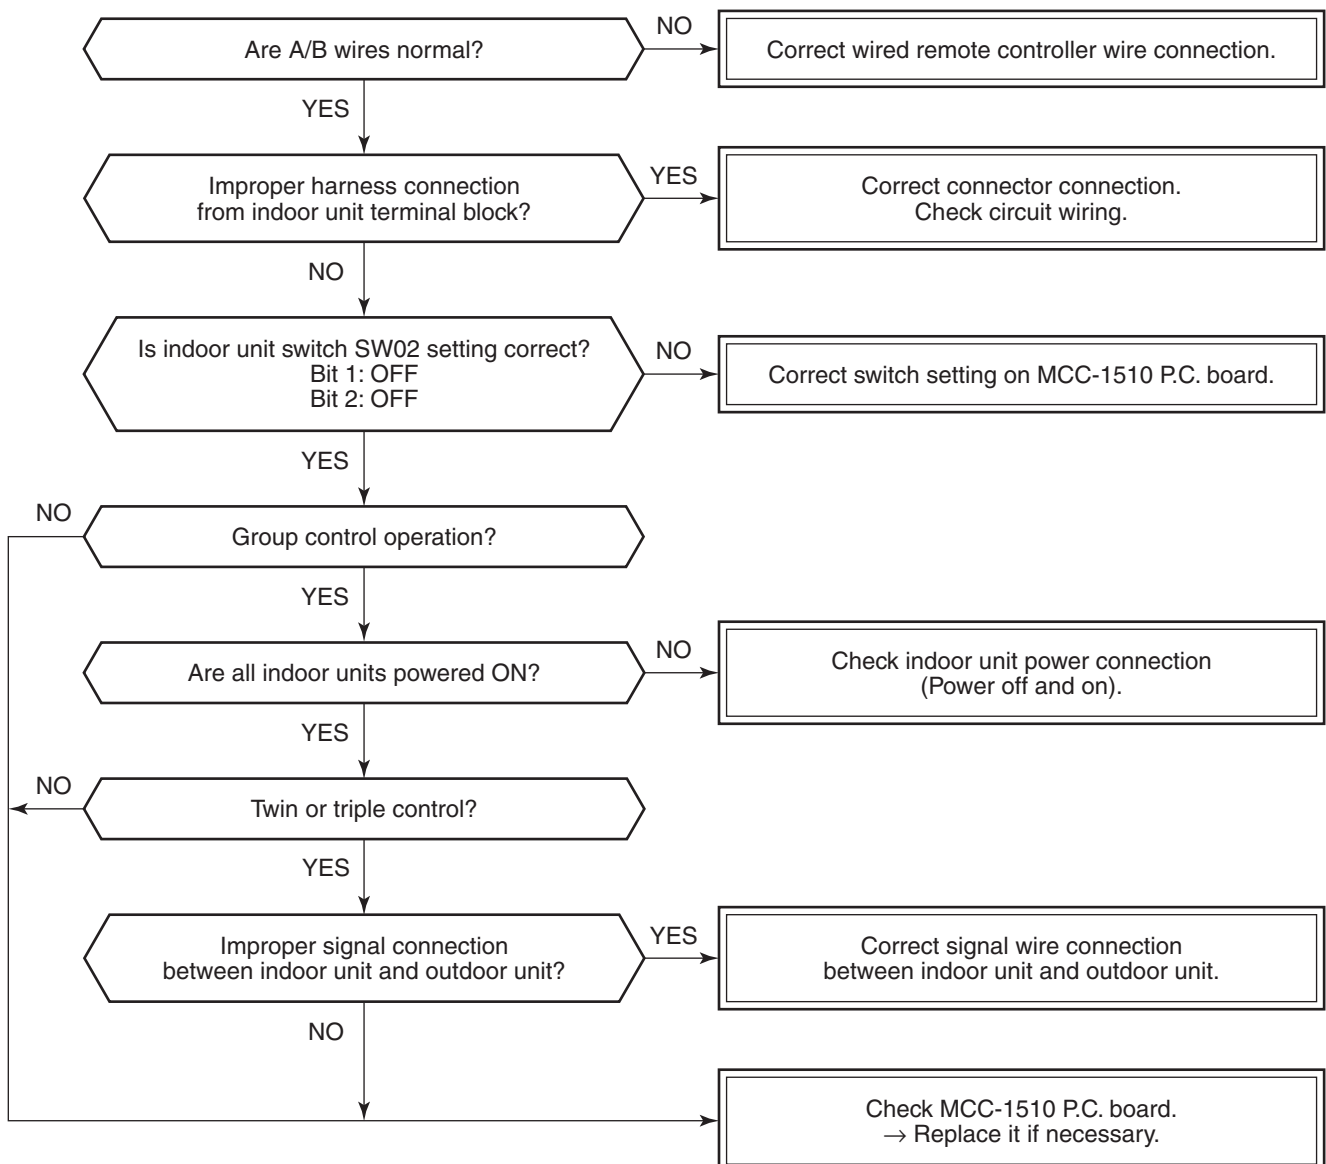 Are A/B wires normal?
NO
Correct wired remote controller wire connection.
YES
Improper harness connection
from indoor unit terminal block?
YES
Correct connector connection.
Check circuit wiring.
NO
Is indoor unit switch SW02 setting correct?
Bit 1: OFF
Bit 2: OFF
NO
Correct switch setting on MCC-1510 P.C. board.
YES
NO
Group control operation?
YES
Are all indoor units powered ON?
NO
Check indoor unit power connection
(Power off and on).
YES
NO
Twin or triple control?
YES
Improper signal connection
between indoor unit and outdoor unit?
YES
Correct signal wire connection
between indoor unit and outdoor unit.
NO
Check MCC-1510 P.C. board.
→ Replace it if necessary.